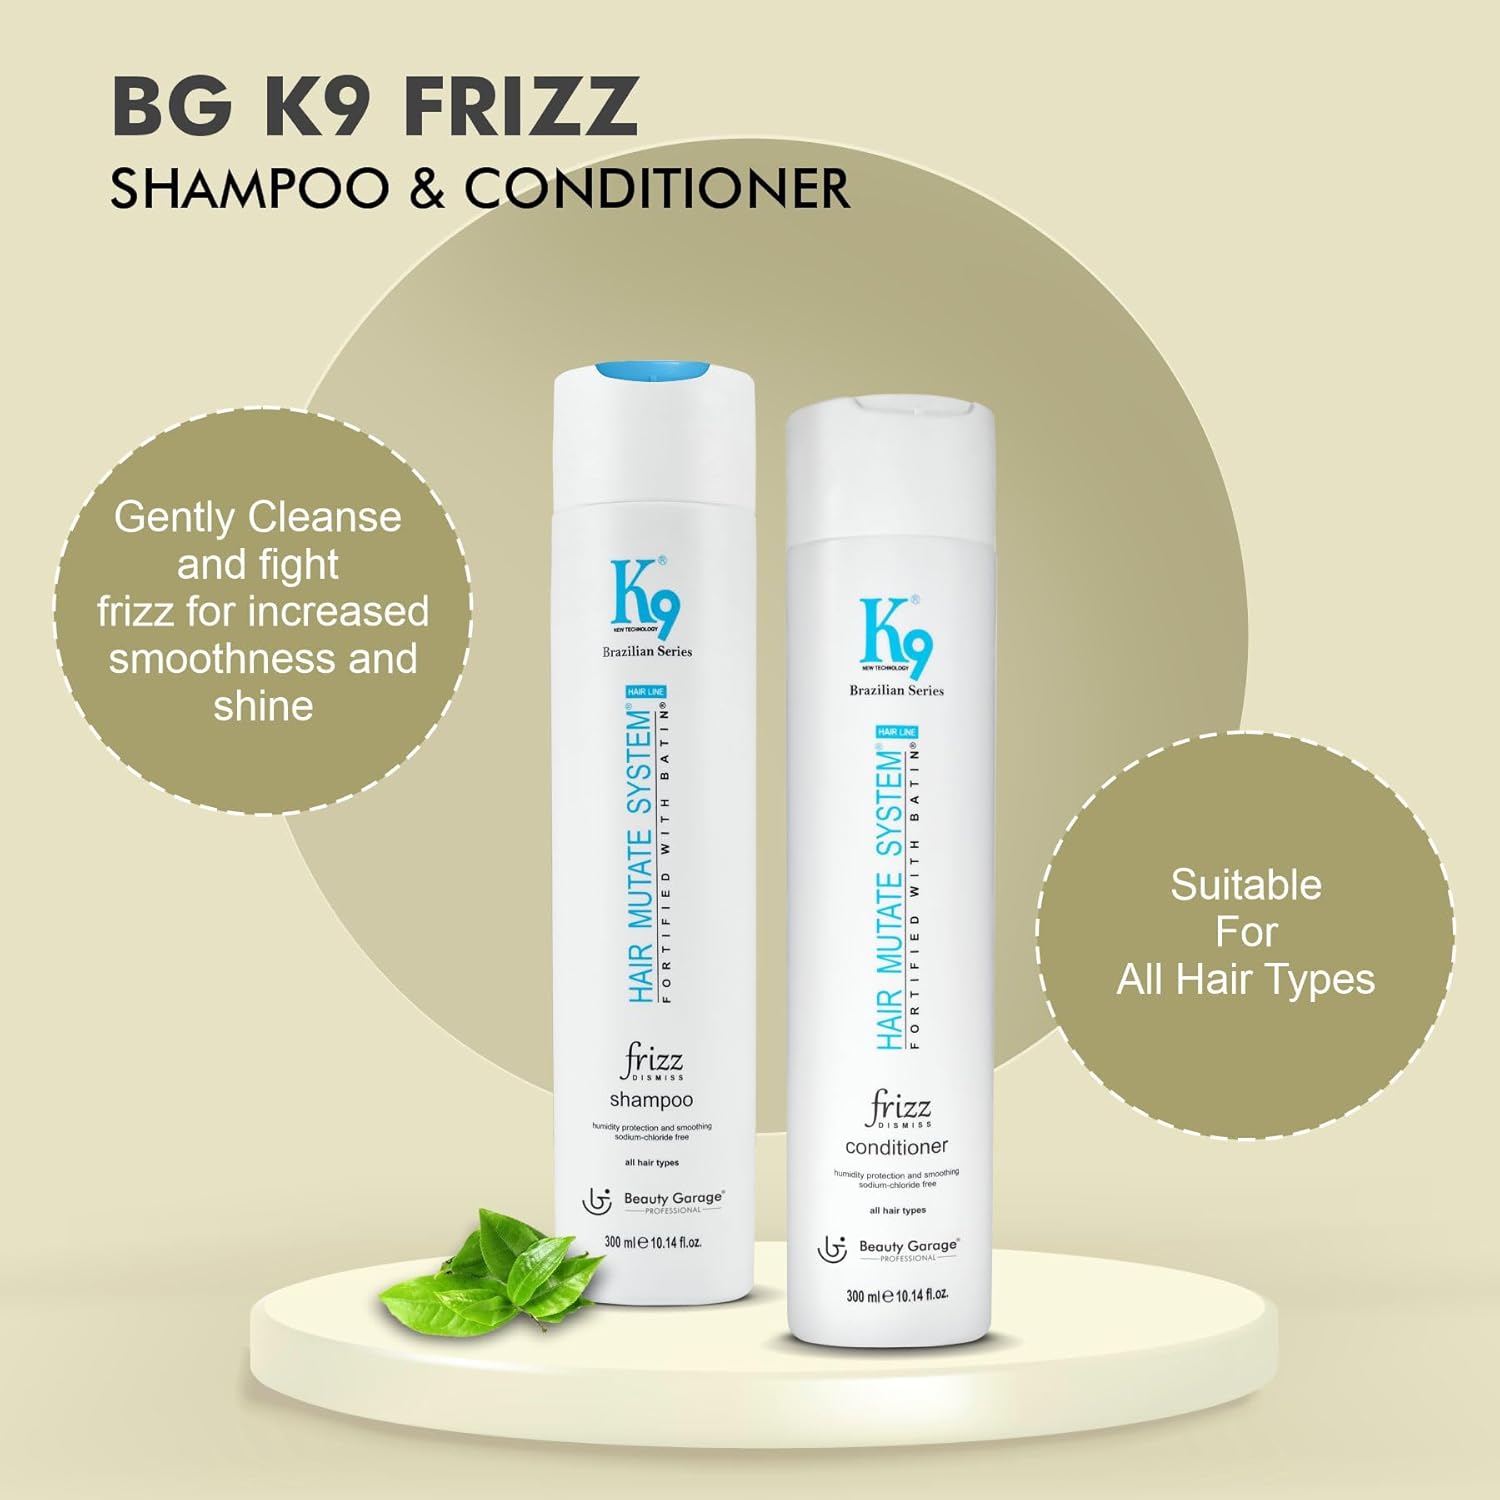 BG K9 FRIZZ
SHAMPOO & CONDITIONER
Gently Cleanse
and fight
frizz for increased
smoothness and
shine
K9®
NEW TECHNOLOGY
Brazilian Series
HAIR LINE
HAIR MUTATE SYSTEM®
FORTIFIED WITH BATIN®
frizz
DISMISS
shampoo
humidity protection and smoothing
sodium-chloride free
all hair types
Beauty Garage®
PROFESSIONAL
300 ml e 10.14 fl.oz.
K9®
NEW TECHNOLOGY
Brazilian Series
HAIR LINE
HAIR MUTATE SYSTEM®
FORTIFIED WITH BATIN®
frizz
DISMISS
conditioner
humidity protection and smoothing
sodium-chloride free
all hair types
Beauty Garage®
PROFESSIONAL
300 ml e 10.14 fl.oz.
Suitable
For
All Hair Types